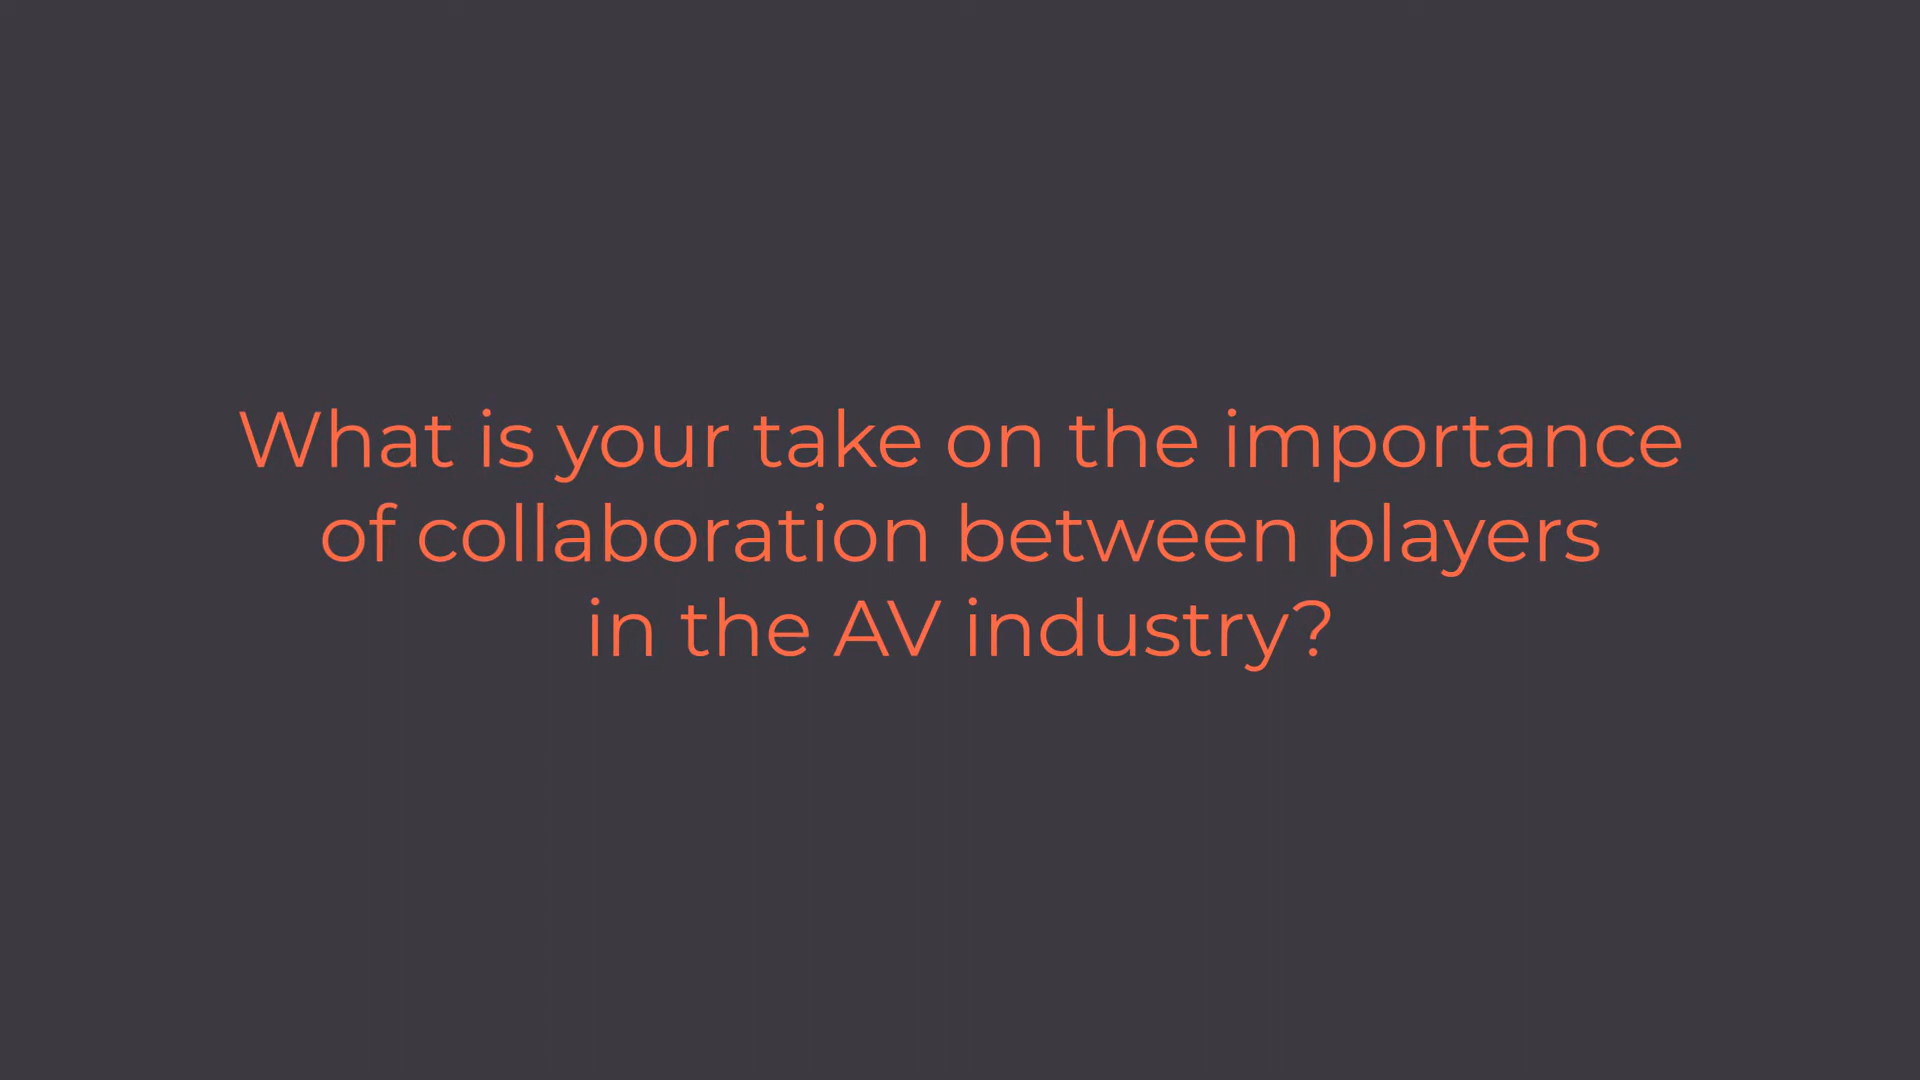 What is your take on the importance
of collaboration between players
in the AV industry?